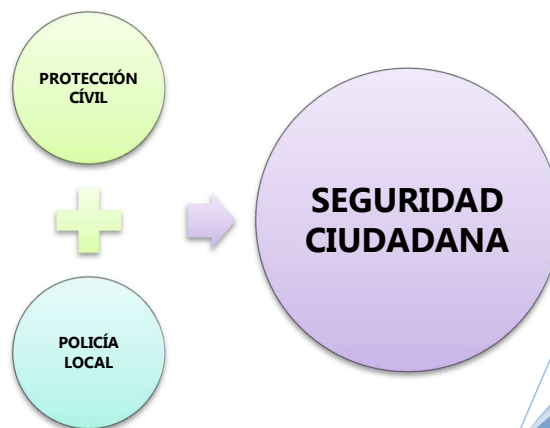 PROTECCIÓN
CÍVIL
POLICÍA
LOCAL
SEGURIDAD
CIUDADANA